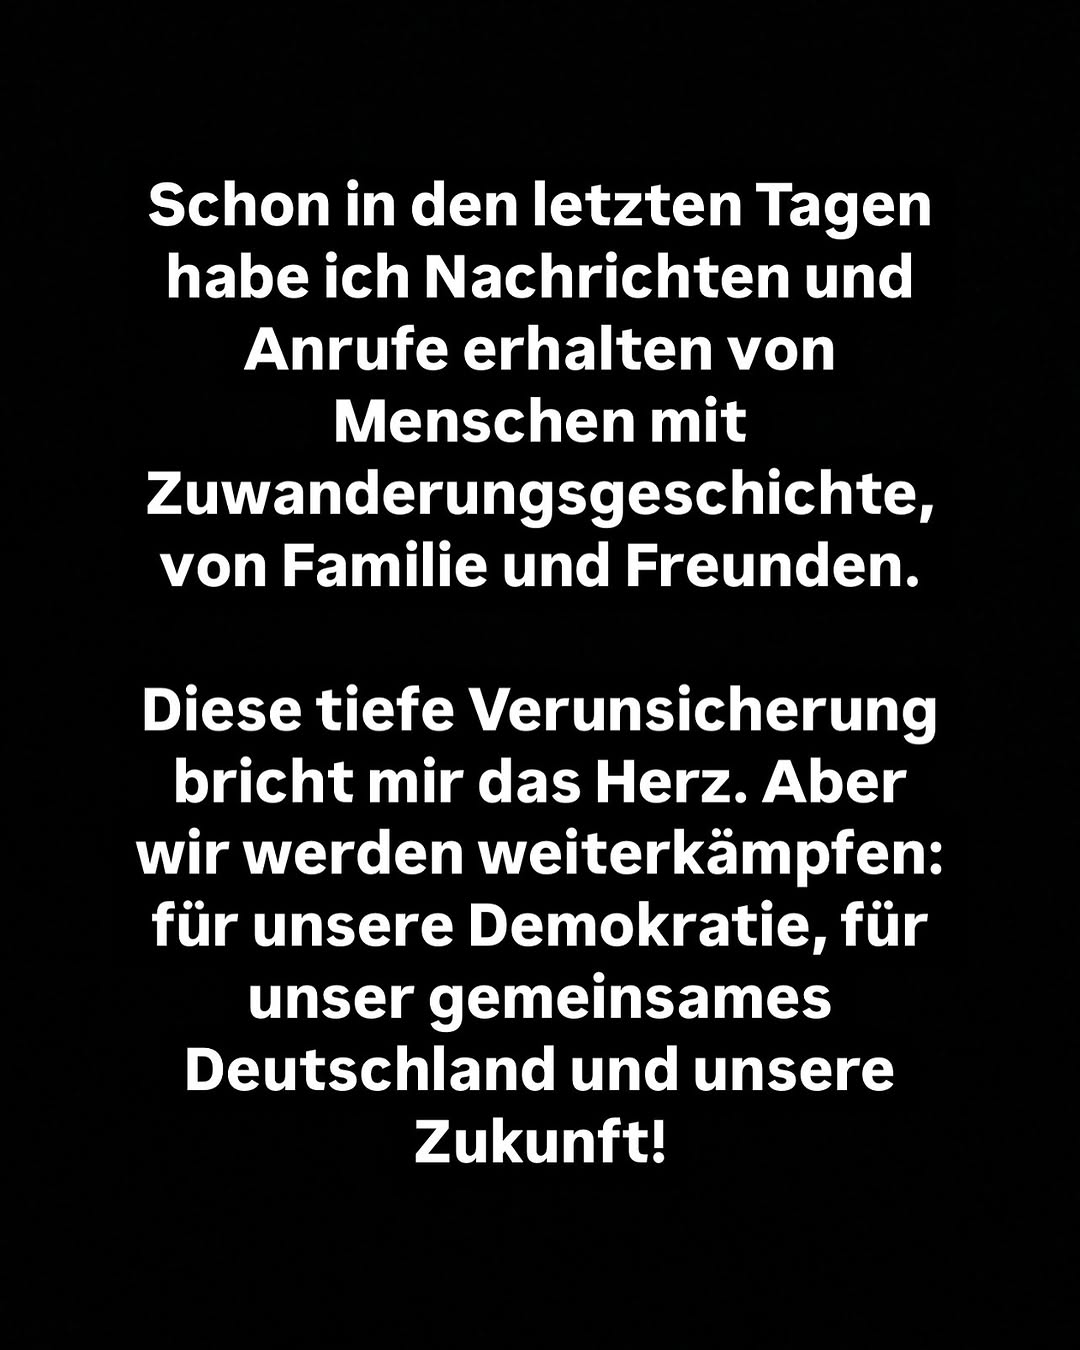 Schon in den letzten Tagen
habe ich Nachrichten und
Anrufe erhalten von
Menschen mit
Zuwanderungsgeschichte,
von Familie und Freunden.
Diese tiefe Verunsicherung
bricht mir das Herz. Aber
wir werden weiterkämpfen:
für unsere Demokratie, für
unser gemeinsames
Deutschland und unsere
Zukunft!